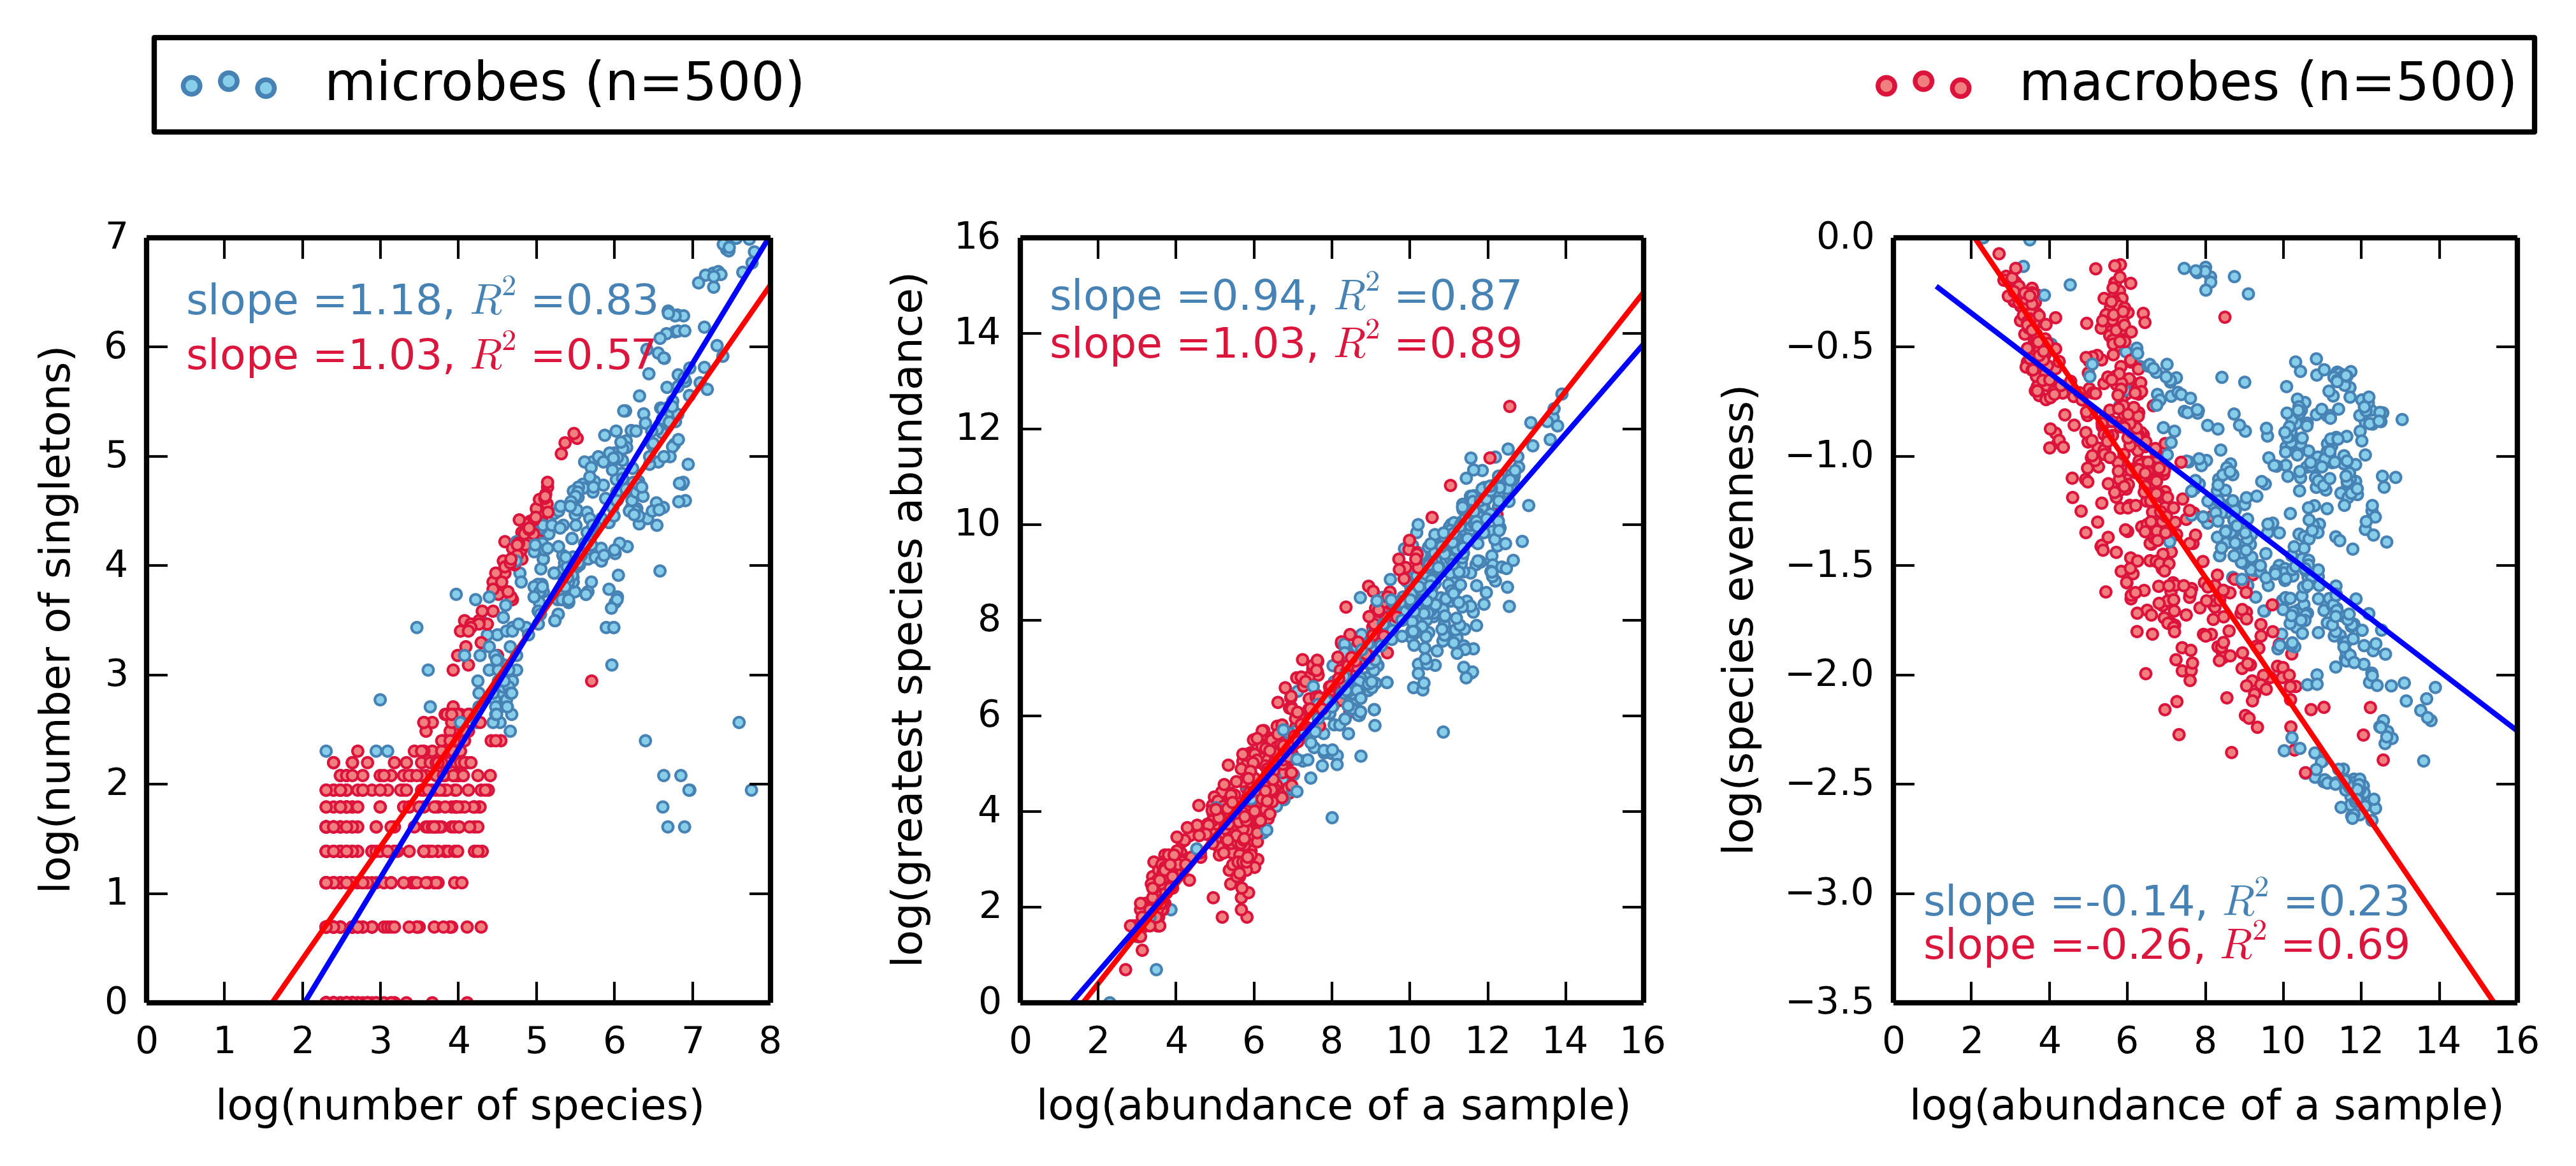 microbes (n=500)
macrobes (n=500)
log(number of singletons)
7
6
5
4
3
2
1
0
slope =1.18, R² =0.83
slope =1.03, R² =0.57
0 1 2 3 4 5 6 7 8
log(number of species)
log(greatest species abundance)
16
14
12
10
8
6
4
2
0
slope =0.94, R² =0.87
slope =1.03, R² =0.89
0 2 4 6 8 10 12 14 16
log(abundance of a sample)
log(species evenness)
0.0
−0.5
−1.0
−1.5
−2.0
−2.5
−3.0
−3.5
slope =-0.14, R² =0.23
slope =-0.26, R² =0.69
0 2 4 6 8 10 12 14 16
log(abundance of a sample)